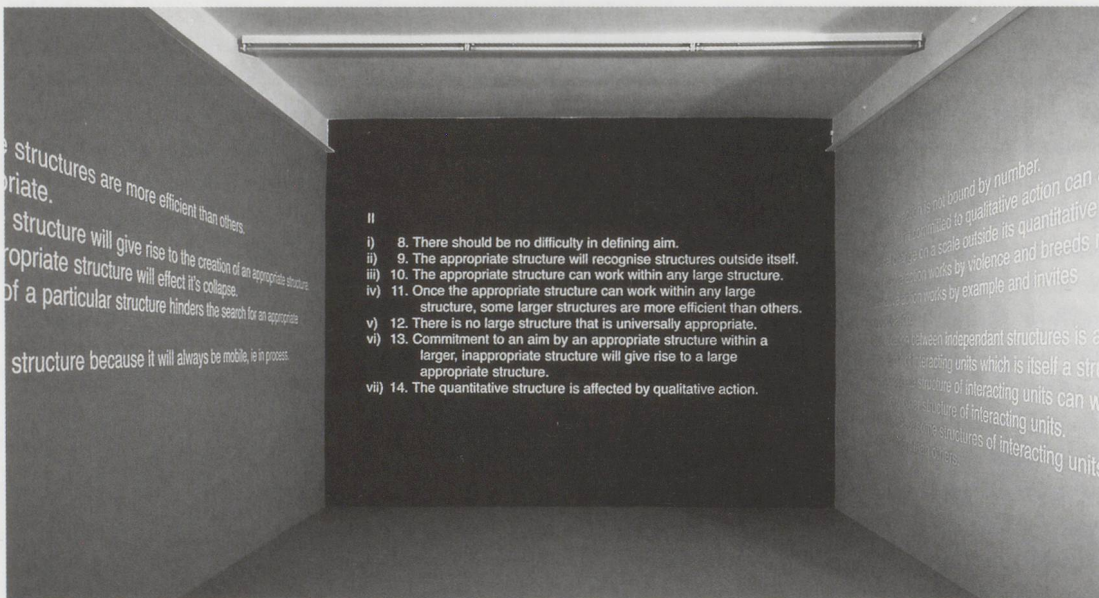 structures are more efficient than others.
priate.
structure will give rise to the creation of an appropriate structure
ropriate structure will effect it's collapse.
of a particular structure hinders the search for an appropriate
structure because it will always be mobile, ie in process.
II
i) 8. There should be no difficulty in defining aim.
ii) 9. The appropriate structure will recognise structures outside itself.
iii) 10. The appropriate structure can work within any large structure.
iv) 11. Once the appropriate structure can work within any large
structure, some larger structures are more efficient than others.
v) 12. There is no large structure that is universally appropriate.
vi) 13. Commitment to an aim by an appropriate structure within a
larger, inappropriate structure will give rise to a large
appropriate structure.
vii) 14. The quantitative structure is affected by qualitative action.
is not bound by number.
committed to qualitative action can
on a scale outside its quantitative
works by violence and breeds
works by example and invites
between independant structures is a
interacting units which is itself a
structure of interacting units can
structure of interacting units.
structures of interacting units